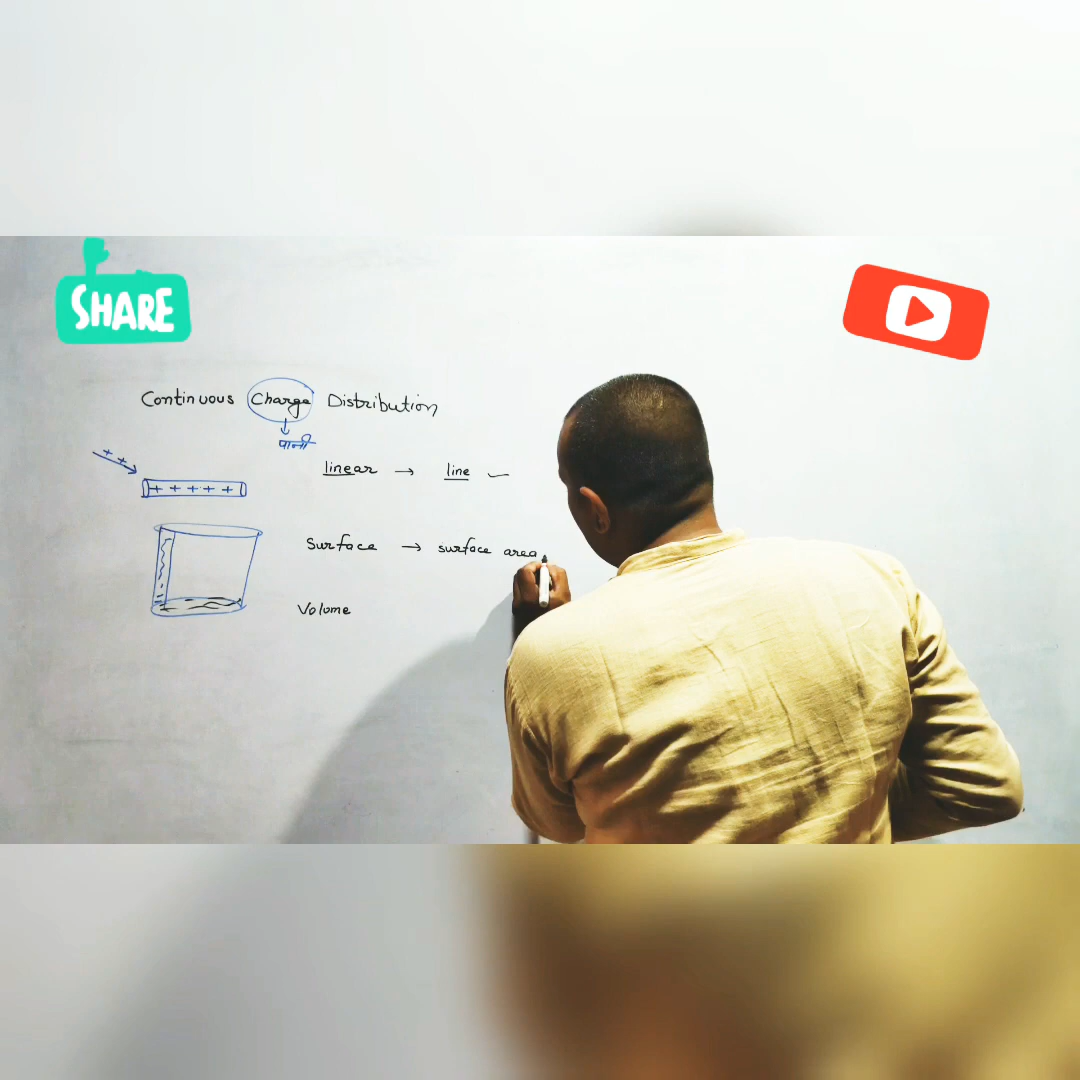 SHARE
Continuous Charge Distribution
पानी
linear → line
+ +
+ + + + +
Surface → surface area
Volume